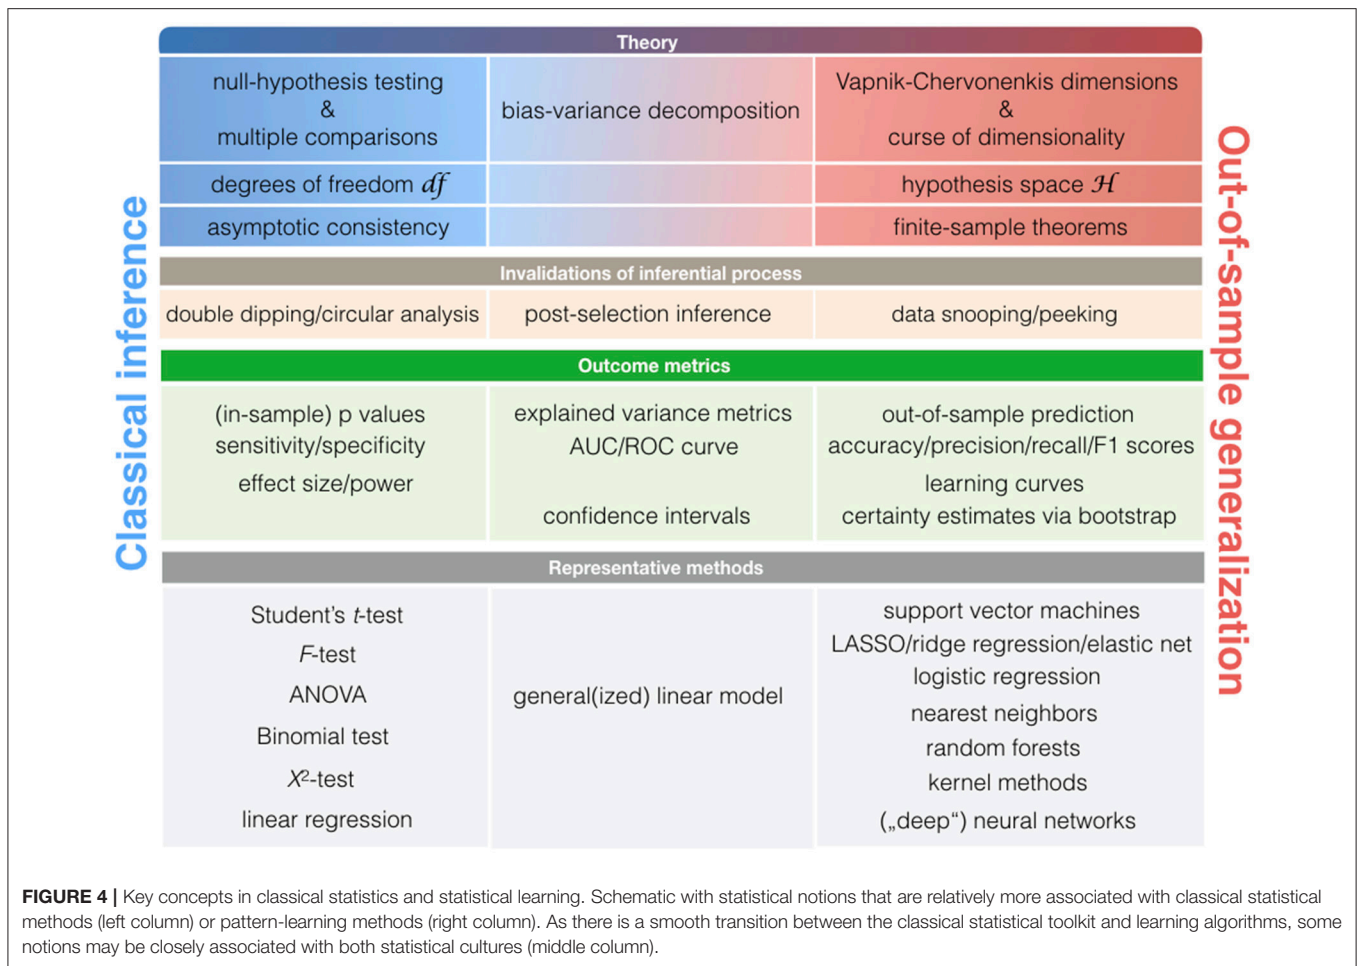 Theory
null-hypothesis testing
&
multiple comparisons
bias-variance decomposition
Vapnik-Chervonenkis dimensions
&
curse of dimensionality
degrees of freedom df
hypothesis space H
asymptotic consistency
finite-sample theorems
Invalidations of inferential process
double dipping/circular analysis
post-selection inference
data snooping/peeking
Outcome metrics
(in-sample) p values
sensitivity/specificity
effect size/power
explained variance metrics
AUC/ROC curve
confidence intervals
out-of-sample prediction
accuracy/precision/recall/F1 scores
learning curves
certainty estimates via bootstrap
Representative methods
Student's t-test
F-test
ANOVA
Binomial test
X²-test
linear regression
general(ized) linear model
support vector machines
LASSO/ridge regression/elastic net
logistic regression
nearest neighbors
random forests
kernel methods
(„deep“) neural networks
Classical inference
Out-of-sample generalization
FIGURE 4 | Key concepts in classical statistics and statistical learning. Schematic with statistical notions that are relatively more associated with classical statistical
methods (left column) or pattern-learning methods (right column). As there is a smooth transition between the classical statistical toolkit and learning algorithms, some
notions may be closely associated with both statistical cultures (middle column).